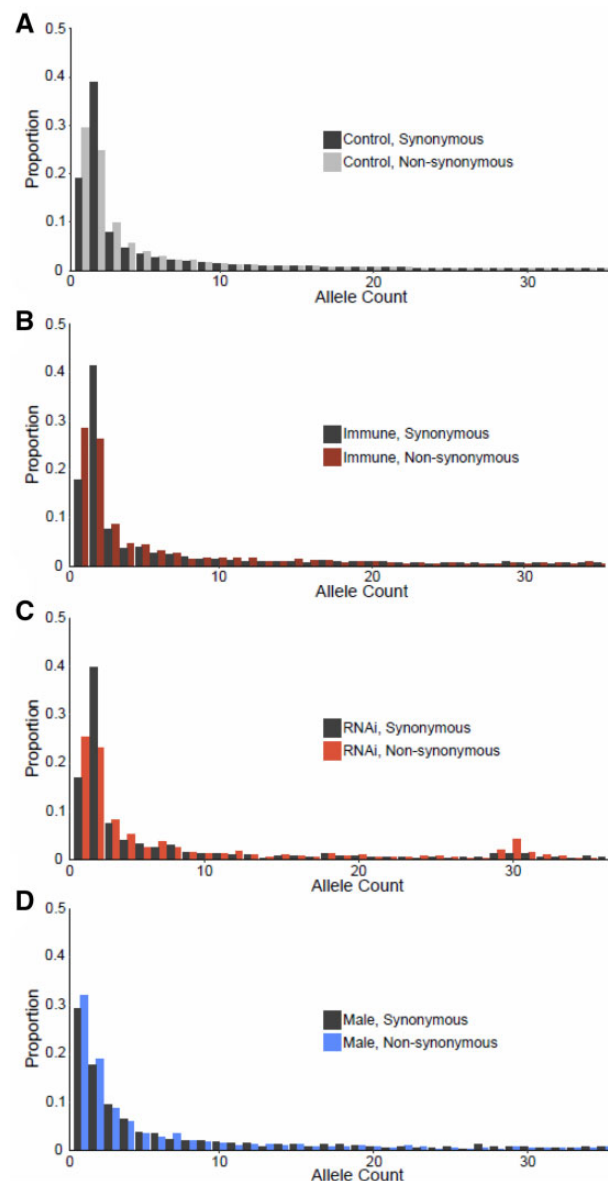 A
0.5
0.4
0.3
0.2
0.1
0
Proportion
Control, Synonymous
Control, Non-synonymous
10
20
30
Allele Count
B
0.5
0.4
0.3
0.2
0.1
0
Proportion
Immune, Synonymous
Immune, Non-synonymous
0
10
20
30
Allele Count
C
0.5
0.4
0.3
0.2
0.1
0
Proportion
RNAi, Synonymous
RNAi, Non-synonymous
0
10
20
30
Allele Count
D
0.5
0.4
0.3
0.2
0.1
0
Proportion
Male, Synonymous
Male, Non-synonymous
0
10
20
30
Allele Count